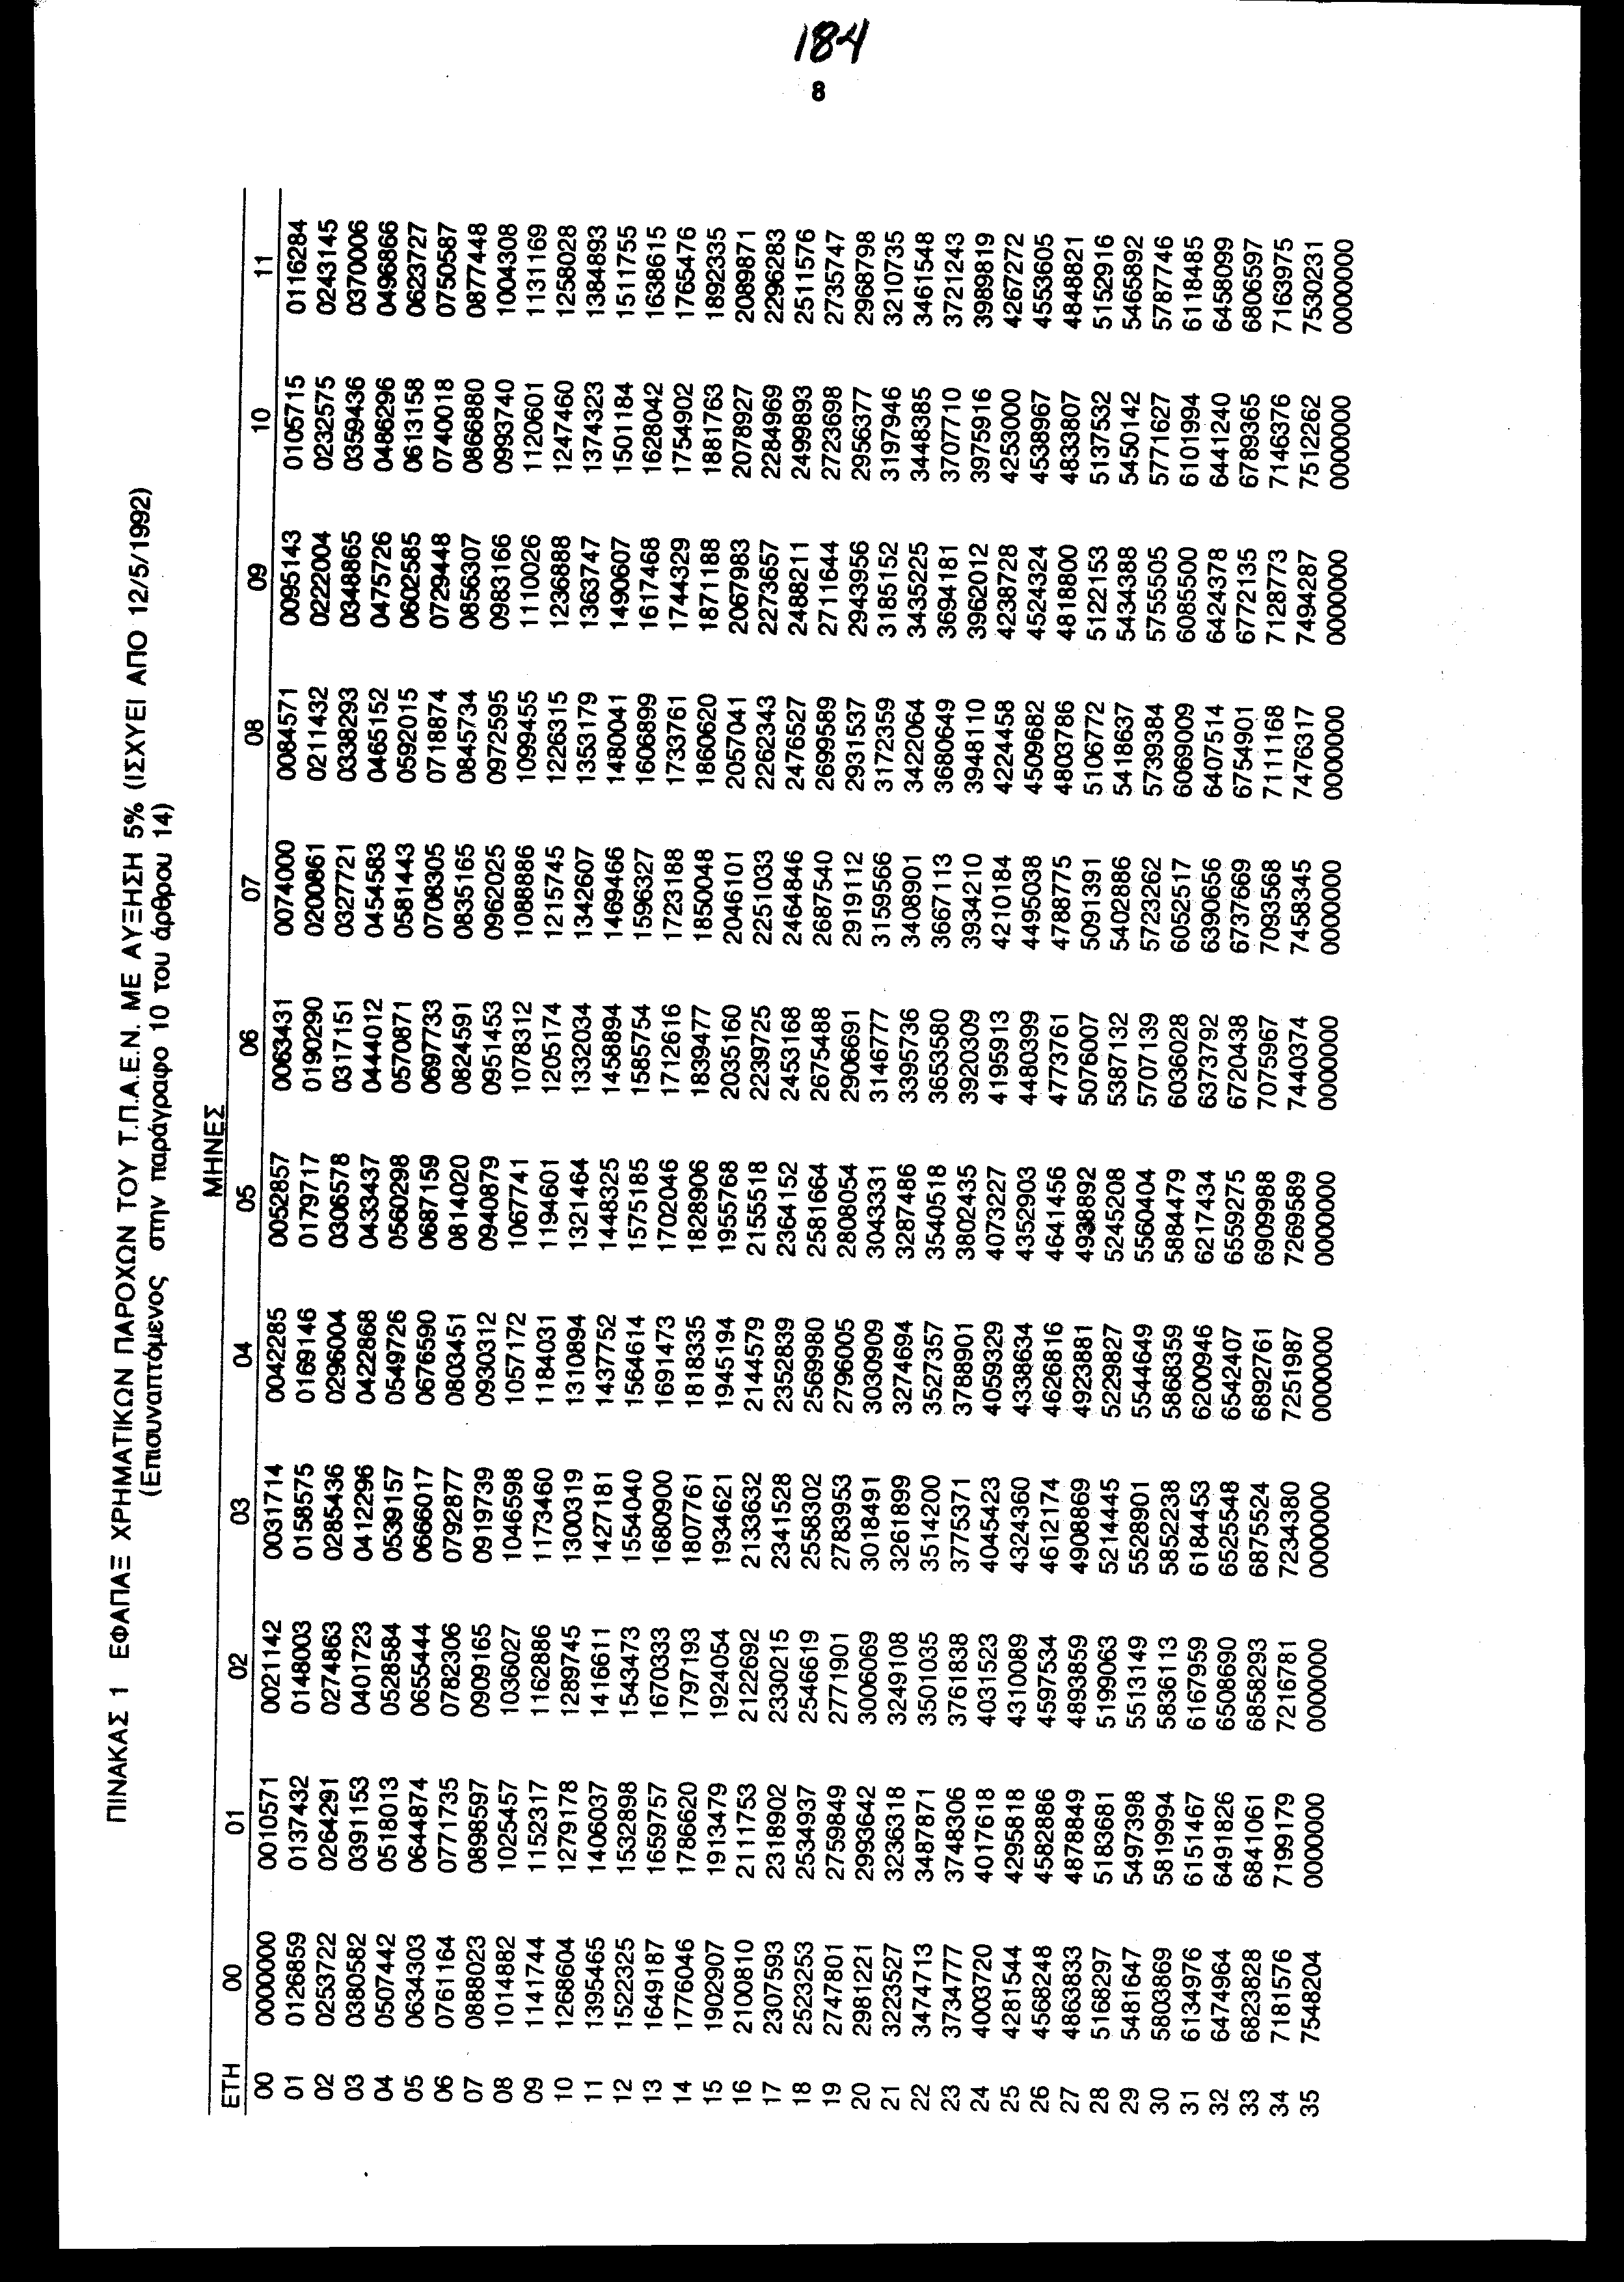 184
8
ΠΙΝΑΚΑΣ 1 ΕΦΑΠΑΞ ΧΡΗΜΑΤΙΚΩΝ ΠΑΡΟΧΩΝ ΤΟΥ Τ.Π.Α.Ε.Ν. ΜΕ ΑΥΞΗΣΗ 5% (ΙΣΧΥΕΙ ΑΠΟ 12/5/1992)
(Επισυναπτόμενος στην παράγραφο 10 του άρθρου 14)
ΜΗΝΕΣ
ΕΤΗ 00 01 02 03 04 05 06 07 08 09 10 11
00 0000000 0010571 0021142 0031714 0042285 0052857 0063431 0074000 0084571 0095143 0105715 0116284
01 0126859 0137432 0148003 0158575 0169146 0179717 0190290 0200861 0211432 0222004 0232575 0243145
02 0253722 0264291 0274863 0285436 0296004 0306578 0317151 0327721 0338293 0348865 0359436 0370006
03 0380582 0391153 0401723 0412296 0422868 0433437 0444012 0454583 0465152 0475726 0486296 0496866
04 0507442 0518013 0528584 0539157 0549726 0560298 0570871 0581443 0592015 0602585 0613158 0623727
05 0634303 0644874 0655444 0666017 0676590 0687159 0697733 0708305 0718874 0729448 0740018 0750587
06 0761164 0771735 0782306 0792877 0803451 0814020 0824591 0835165 0845734 0856307 0866880 0877448
07 0888023 0898597 0909165 0919739 0930312 0940879 0951453 0962025 0972595 0983166 0993740 1004308
08 1014882 1025457 1036027 1046598 1057172 1067741 1078312 1088886 1099455 1110026 1120601 1131169
09 1141744 1152317 1162886 1173460 1184031 1194601 1205174 1215745 1226315 1236888 1247460 1258028
10 1268604 1279178 1289745 1300319 1310894 1321464 1332034 1342607 1353179 1363747 1374323 1384893
11 1395465 1406037 1416611 1427181 1437752 1448325 1458894 1469466 1480041 1490607 1501184 1511755
12 1522325 1532898 1543473 1554040 1564614 1575185 1585754 1596327 1606899 1617468 1628042 1638615
13 1649187 1659757 1670333 1680900 1691473 1702046 1712616 1723188 1733761 1744329 1754902 1765476
14 1776046 1786620 1797193 1807761 1818335 1828906 1839477 1850048 1860620 1871188 1881763 1892335
15 1902907 1913479 1924054 1934621 1945194 1955768 2035160 2046101 2057041 2067983 2078927 2089871
16 2100810 2111753 2122692 2133632 2144579 2155518 2239725 2251033 2262343 2273657 2284969 2296283
17 2307593 2318902 2330215 2341528 2352839 2364152 2453168 2464846 2476527 2488211 2499893 2511576
18 2523253 2534937 2546619 2558302 2569980 2581664 2675488 2687540 2699589 2711644 2723698 2735747
19 2747801 2759849 2771901 2783953 2796005 2808054 2906691 2919112 2931537 2943956 2956377 2968798
20 2981221 2993642 3006069 3018491 3030909 3043331 3146777 3159566 3172359 3185152 3197946 3210735
21 3223527 3236318 3249108 3261899 3274694 3287486 3395736 3408901 3422064 3435225 3448385 3461548
22 3474713 3487871 3501035 3514200 3527357 3540518 3653580 3667113 3680649 3694181 3707710 3721243
23 3734777 3748306 3761838 3775371 3788901 3802435 3920309 3934210 3948110 3962012 3975916 3989819
24 4003720 4017618 4031523 4045423 4059329 4073227 4195913 4210184 4224458 4238728 4253000 4267272
25 4281544 4295818 4310089 4324360 4338634 4352903 4480399 4495038 4509682 4524324 4538967 4553605
26 4568248 4582886 4597534 4612174 4626816 4641456 4773761 4788775 4803786 4818800 4833807 4848821
27 4863833 4878849 4893859 4908869 4923881 4938892 5076007 5091391 5106772 5122153 5137532 5152916
28 5168297 5183681 5199063 5214445 5229827 5245208 5387132 5402886 5418637 5434388 5450142 5465892
29 5481647 5497398 5513149 5528901 5544649 5560404 5707139 5723262 5739384 5755505 5771627 5787746
30 5803869 5819994 5836113 5852238 5868359 5884479 6036028 6052517 6069009 6085500 6101994 6118485
31 6134976 6151467 6167959 6184453 6200946 6217434 6373792 6390656 6407514 6424378 6441240 6458099
32 6474964 6491826 6508690 6525548 6542407 6559275 6720438 6737669 6754901 6772135 6789365 6806597
33 6823828 6841061 6858293 6875524 6892761 6909988 7075967 7093568 7111168 7128773 7146376 7163975
34 7181576 7199179 7216781 7234380 7251987 7269589 7440374 7458345 7476317 7494287 7512262 7530231
35 7548204 0000000 0000000 0000000 0000000 0000000 0000000 0000000 0000000 0000000 0000000 0000000